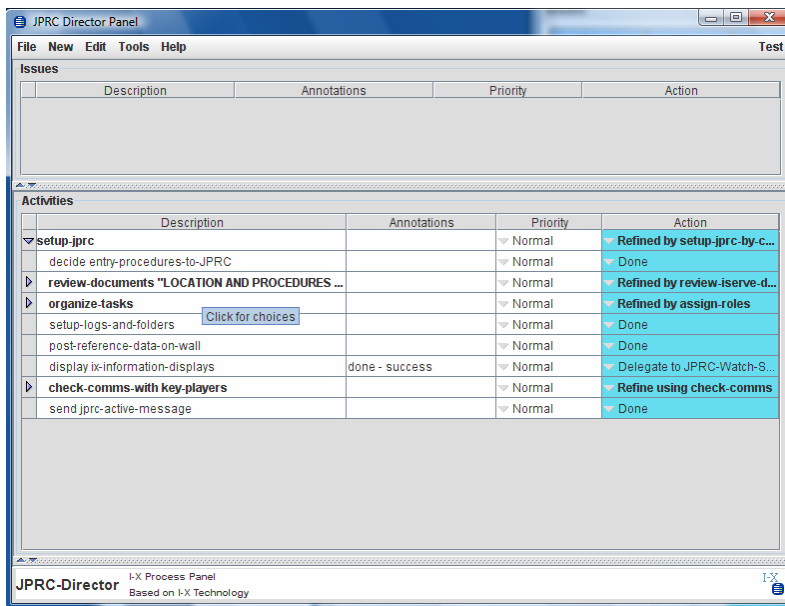 JPRC Director Panel
File New Edit Tools Help Test
Issues
Description Annotations Priority Action
Activities
Description Annotations Priority Action
setup-jprc Normal Refined by setup-jprc-by-c...
decide entry-procedures-to-JPRC Normal Done
review-documents "LOCATION AND PROCEDURES ... Normal Refined by review-iserve-d...
organize-tasks Normal Refined by assign-roles
Click for choices
setup-logs-and-folders Normal Done
post-reference-data-on-wall Normal Done
display ix-information-displays done - success Normal Delegate to JPRC-Watch-S...
check-comms-with key-players Normal Refine using check-comms
send jprc-active-message Normal Done
JPRC-Director
I-X Process Panel
Based on I-X Technology
I-X